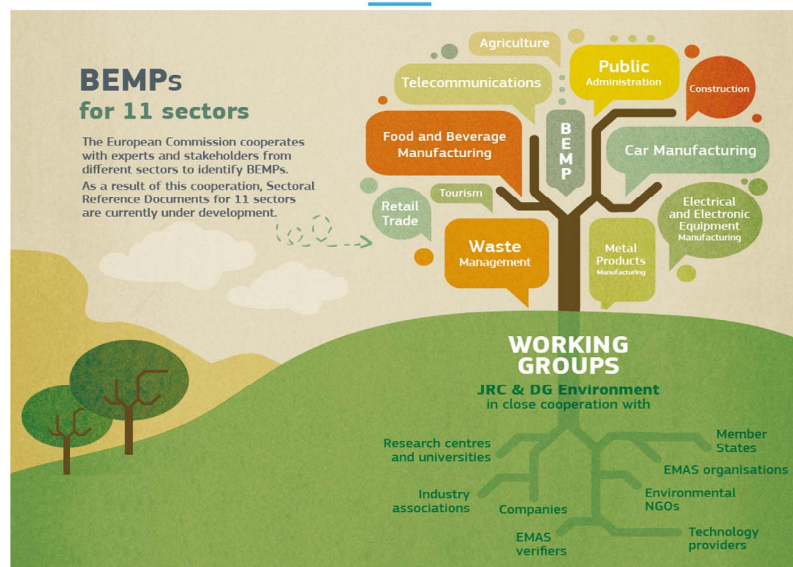 BEMPs
for 11 sectors
The European Commission cooperates
with experts and stakeholders from
different sectors to identify BEMPs.
As a result of this cooperation, Sectoral
Reference Documents for 11 sectors
are currently under development.
Agriculture
Telecommunications
Public
Administration
Construction
Food and Beverage
Manufacturing
BEMP
Car Manufacturing
Retail
Trade
Tourism
Electrical
and Electronic
Equipment
Manufacturing
Waste
Management
Metal
Products
Manufacturing
WORKING
GROUPS
JRC & DG Environment
in close cooperation with
Research centres
and universities
Member
States
EMAS organisations
Industry
associations
Companies
Environmental
NGOs
EMAS
verifiers
Technology
providers